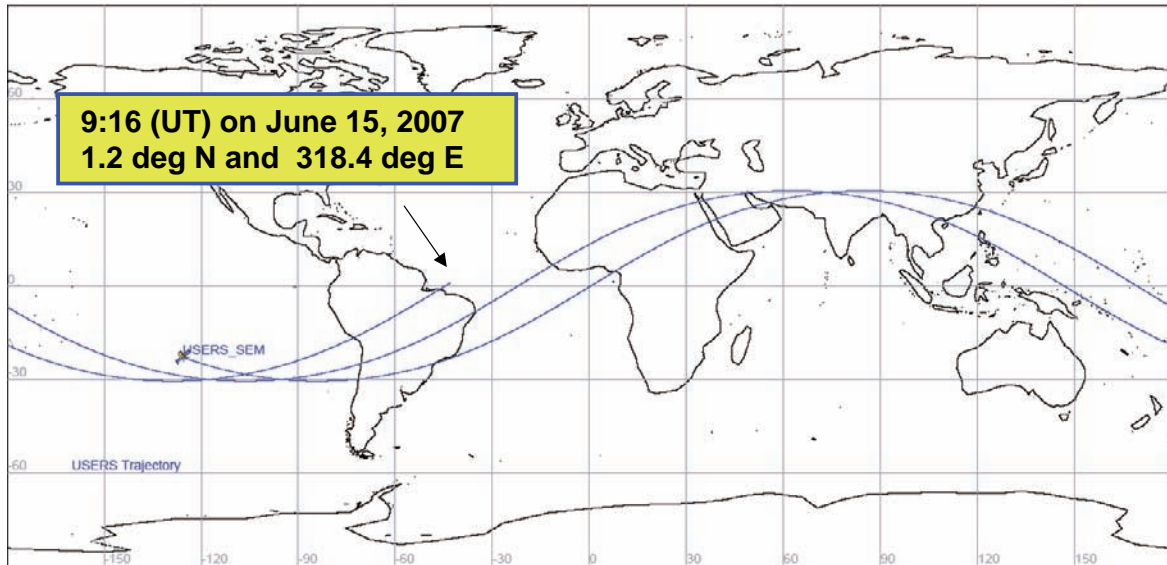 60
9:16 (UT) on June 15, 2007
1.2 deg N and 318.4 deg E
30
0
USERS_SEM
-30
-60
USERS Trajectory
-150 -120 -90 -60 -30 0 30 60 90 120 150